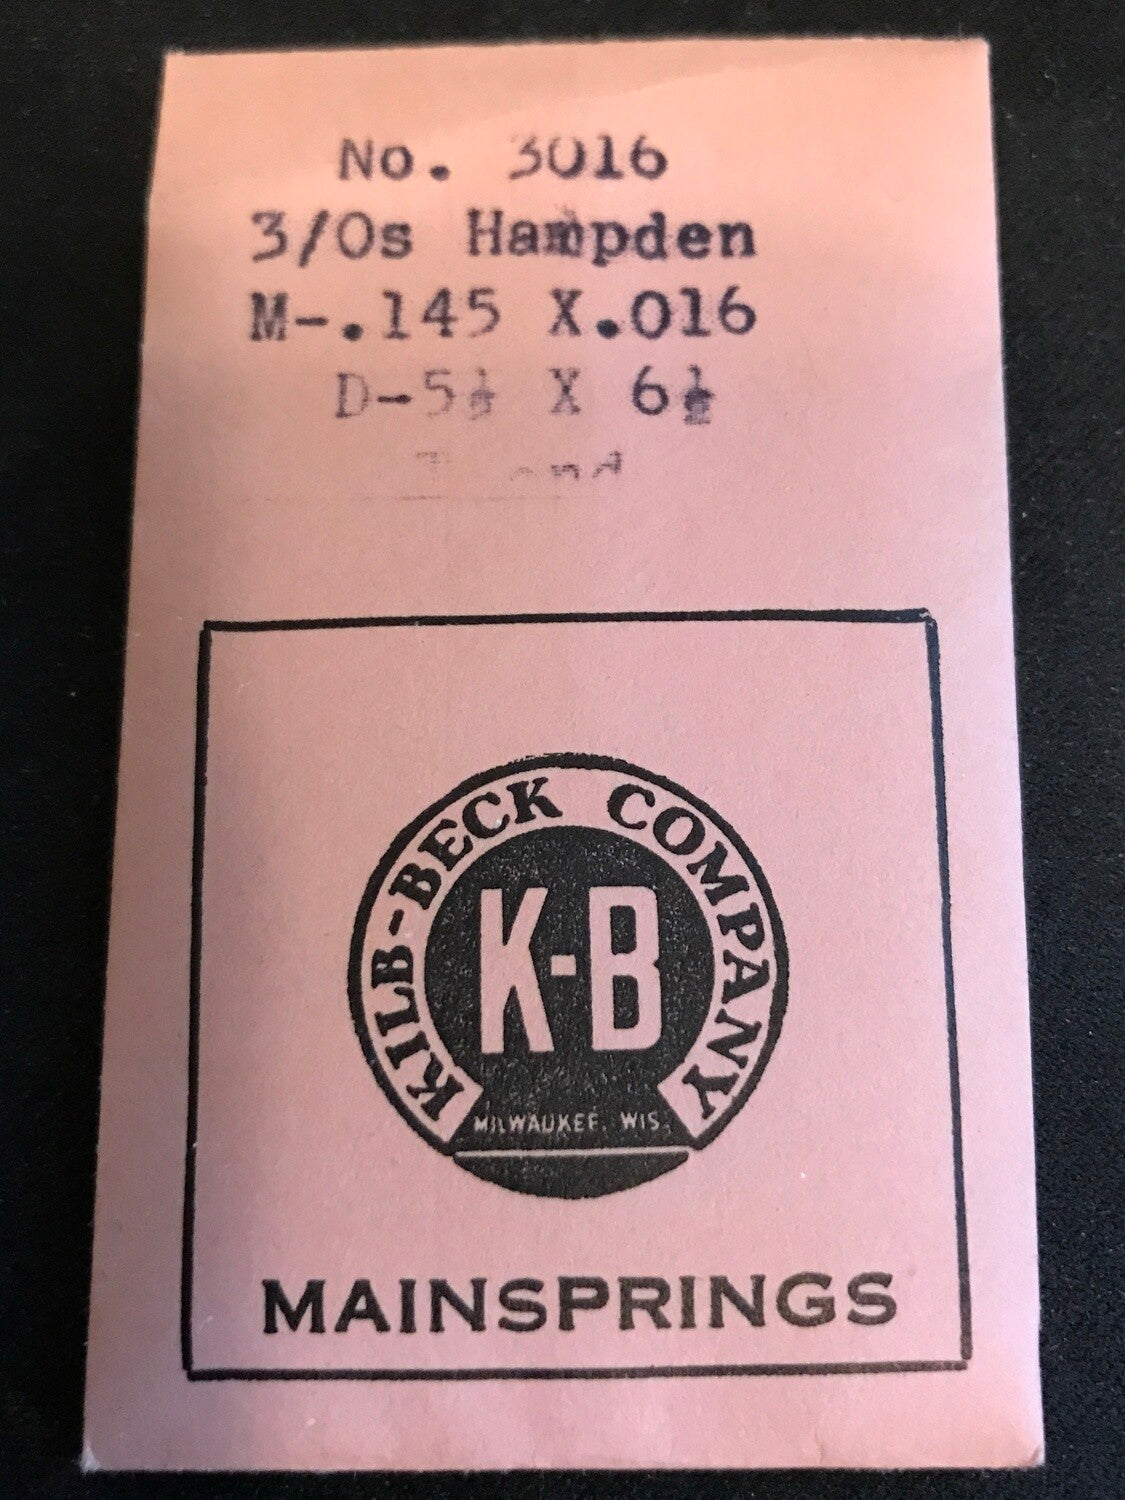 No. 3016
3/0s Hampden
M-.145 X.016
D-5½ X 6½
KILB-BECK COMPANY
K-B
MILWAUKEE, WIS.
MAINSPRINGS